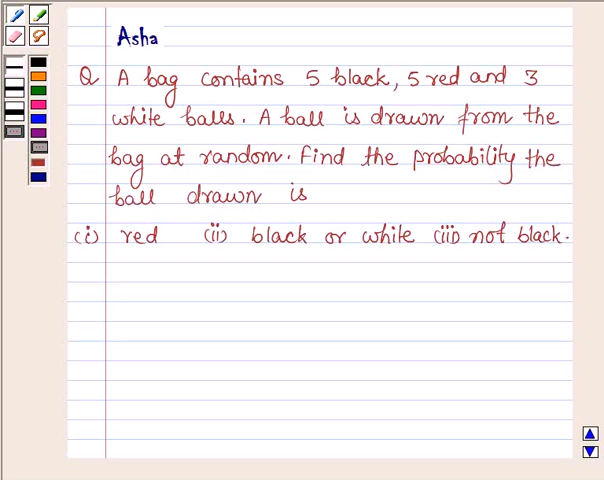 Asha
Q A bag contains 5 black, 5 red and 3
white balls. A ball is drawn from the
bag at random. Find the probability the
ball drawn is
(i) red (ii) black or white (iii) not black.